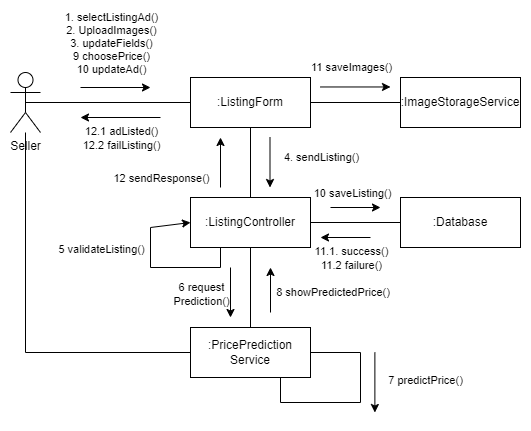 1. selectListingAd()
2. UploadImages()
3. updateFields()
9 choosePrice()
10 updateAd()
11 saveImages()
:ListingForm
:ImageStorageService
12.1 adListed()
12.2 failListing()
Seller
4. sendListing()
12 sendResponse()
10 saveListing()
:ListingController
:Database
5 validateListing()
11.1. success()
11.2 failure()
6 request
Prediction()
8 showPredictedPrice()
:PricePrediction
Service
7 predictPrice()